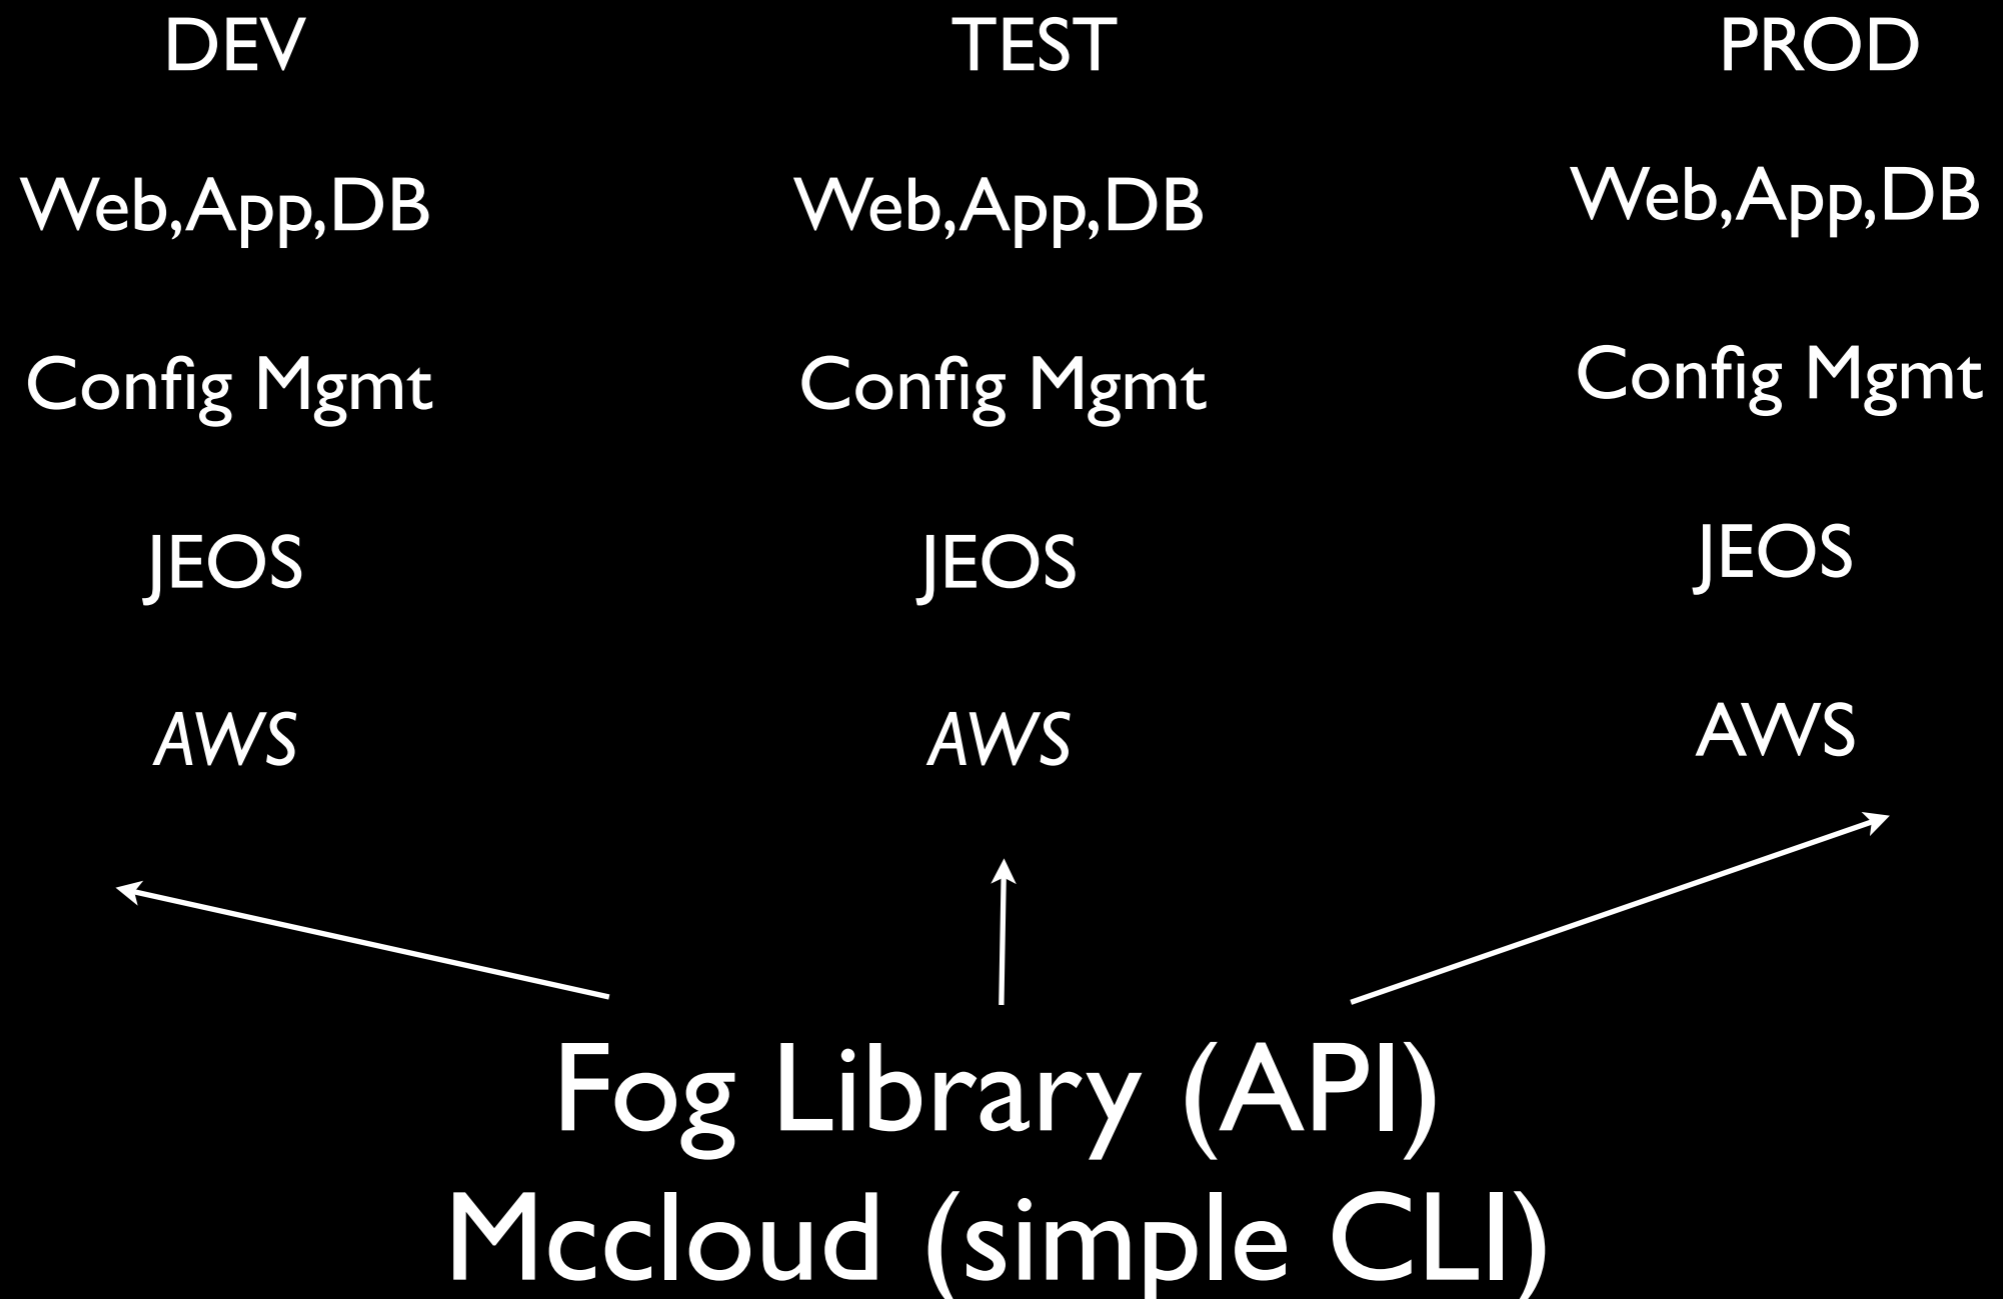 DEV TEST PROD
Web,App,DB Web,App,DB Web,App,DB
Config Mgmt Config Mgmt Config Mgmt
JEOS JEOS JEOS
AWS AWS AWS
Fog Library (API)
Mccloud (simple CLI)